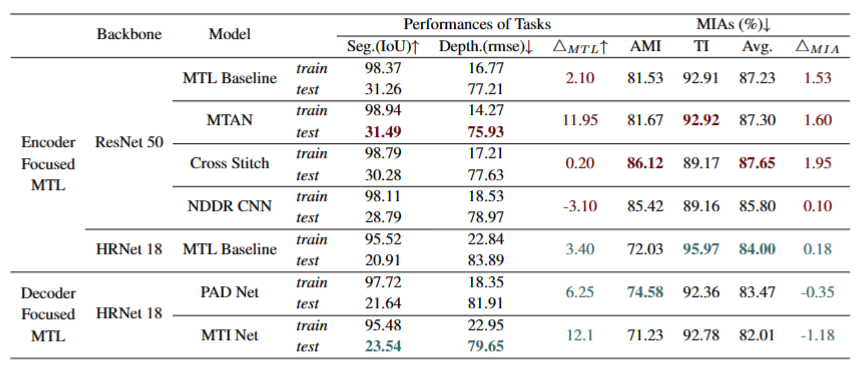 Backbone Model Performances of Tasks MIAs (%)↓
Seg.(IoU)↑ Depth.(rmse)↓ △MTL↑ AMI TI Avg. △MIA
Encoder Focused MTL ResNet 50 MTL Baseline train 98.37 16.77 2.10 81.53 92.91 87.23 1.53
test 31.26 77.21
MTAN train 98.94 14.27 11.95 81.67 92.92 87.30 1.60
test 31.49 75.93
Cross Stitch train 98.79 17.21 0.20 86.12 89.17 87.65 1.95
test 30.28 77.63
NDDR CNN train 98.11 18.53 -3.10 85.42 89.16 85.80 0.10
test 28.79 78.97
HRNet 18 MTL Baseline train 95.52 22.84 3.40 72.03 95.97 84.00 0.18
test 20.91 83.89
Decoder Focused MTL HRNet 18 PAD Net train 97.72 18.35 6.25 74.58 92.36 83.47 -0.35
test 21.64 81.91
MTI Net train 95.48 22.95 12.1 71.23 92.78 82.01 -1.18
test 23.54 79.65